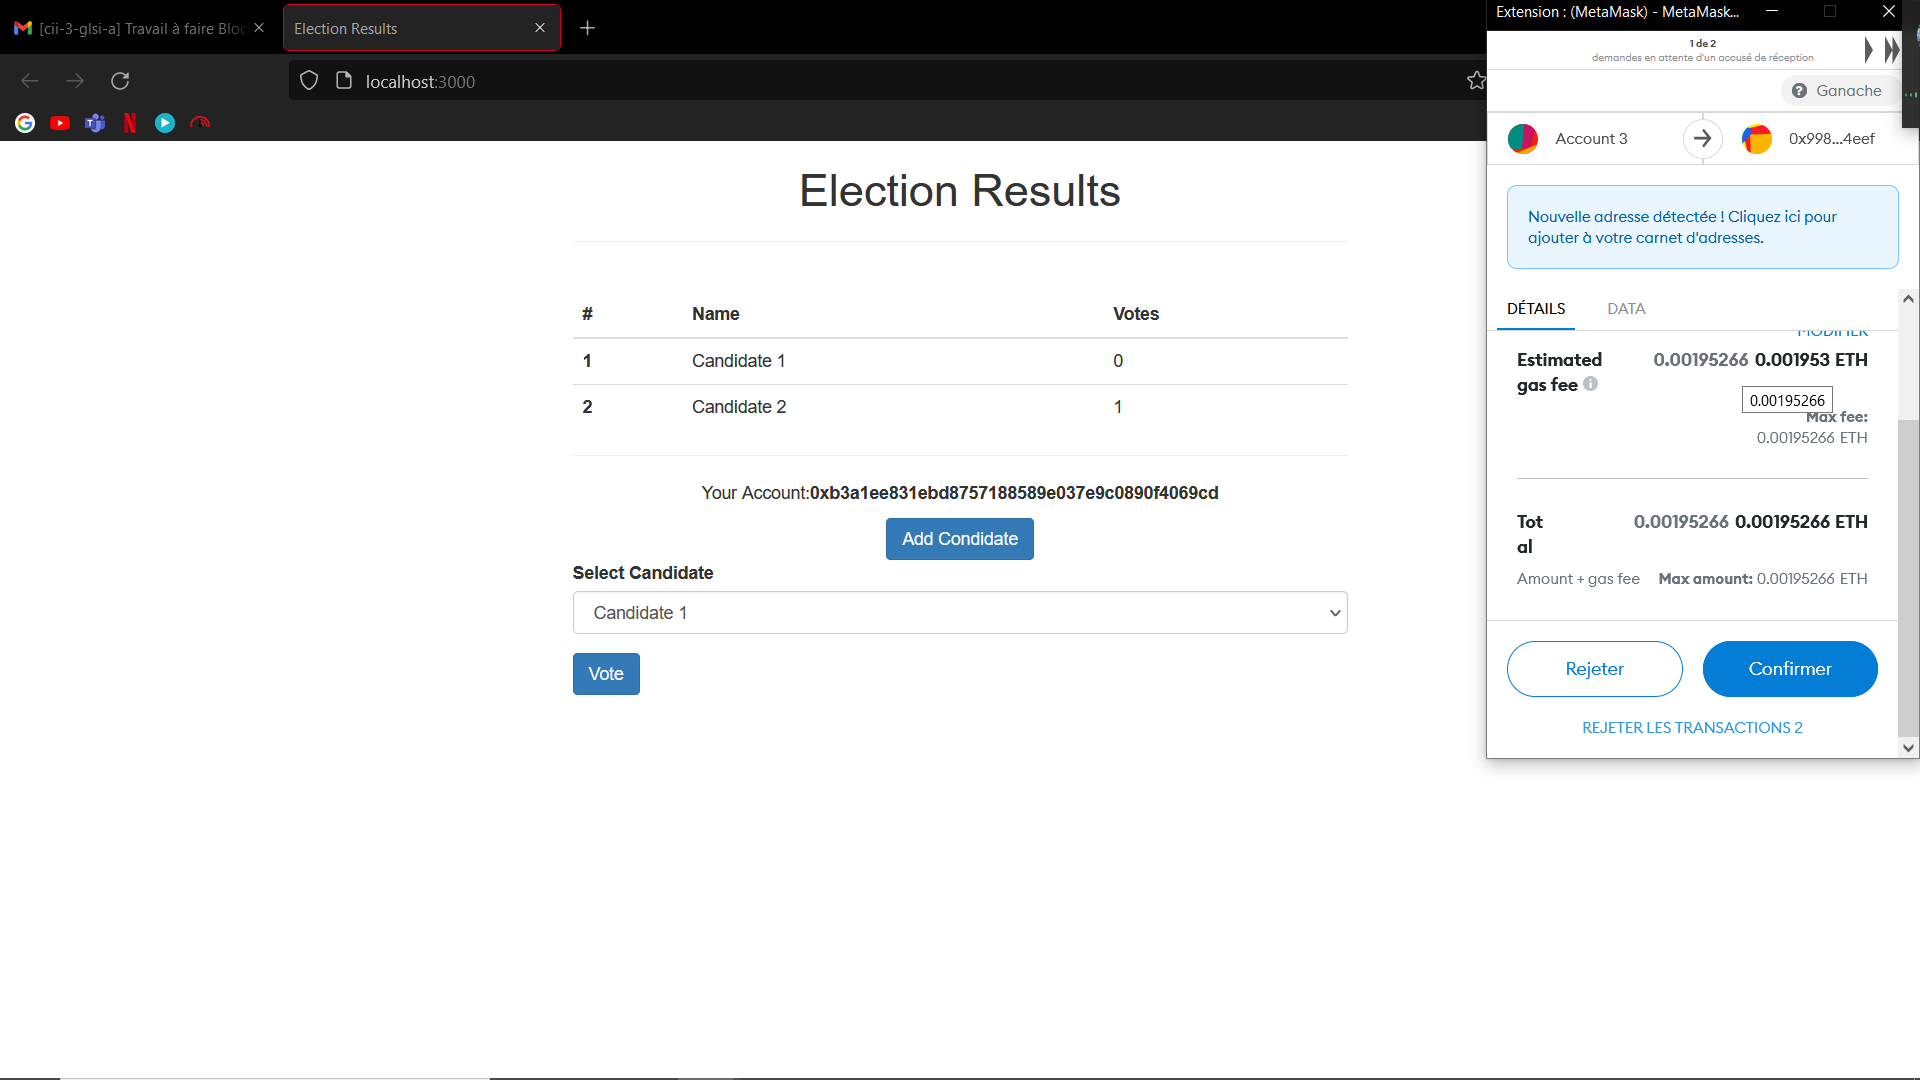 [cii-3-glsi-a] Travail à faire Bloc
Election Results
localhost:3000
Election Results
# Name Votes
1 Candidate 1 0
2 Candidate 2 1
Your Account:0xb3a1ee831ebd8757188589e037e9c0890f4069cd
Add Condidate
Select Candidate
Candidate 1
Vote
Extension : (MetaMask) - MetaMask...
1 de 2
demandes en attente d'un accusé de réception
? Ganache
Account 3
0x998...4eef
Nouvelle adresse détectée ! Cliquez ici pour
ajouter à votre carnet d'adresses.
DÉTAILS DATA
MODIFIER
Estimated 0.00195266 0.001953 ETH
gas fee
0.00195266
Max fee:
0.00195266 ETH
Tot 0.00195266 0.00195266 ETH
al
Amount + gas fee Max amount: 0.00195266 ETH
Rejeter
Confirmer
REJETER LES TRANSACTIONS 2